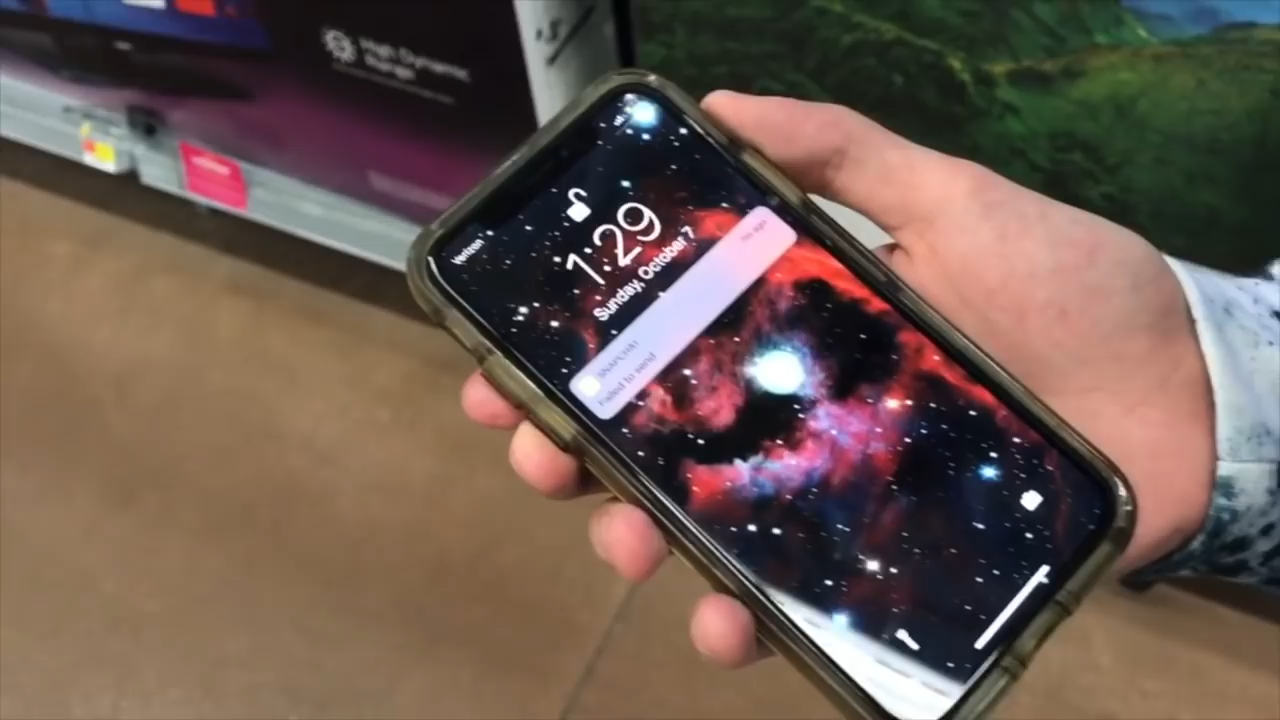 High Dynamic
Range
Verizon
1:29
Sunday, October 7
SNAPCHAT
Failed to send